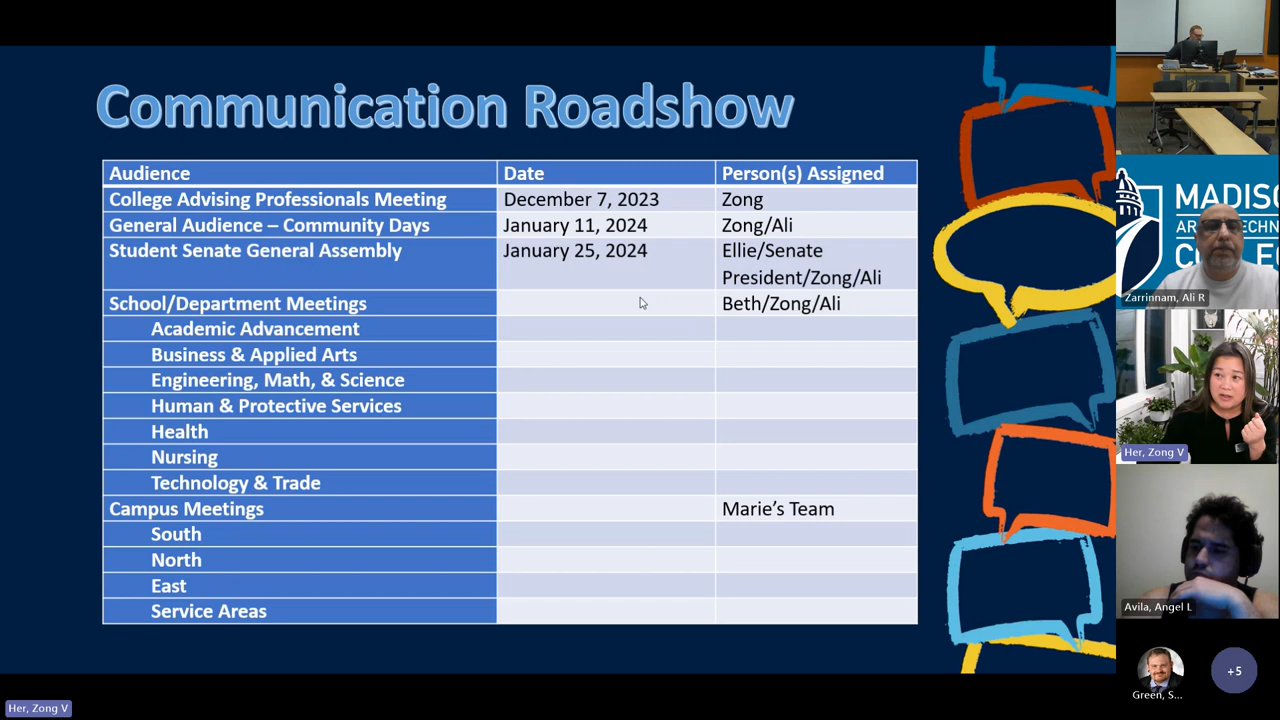 Communication Roadshow
Audience Date Person(s) Assigned
College Advising Professionals Meeting December 7, 2023 Zong
General Audience – Community Days January 11, 2024 Zong/Ali
Student Senate General Assembly January 25, 2024 Ellie/Senate
President/Zong/Ali
School/Department Meetings Beth/Zong/Ali
Academic Advancement
Business & Applied Arts
Engineering, Math, & Science
Human & Protective Services
Health
Nursing
Technology & Trade
Campus Meetings Marie's Team
South
North
East
Service Areas
Her, Zong V
Zarrinnam, Ali R
Her, Zong V
Avila, Angel L
Green, S...
+5